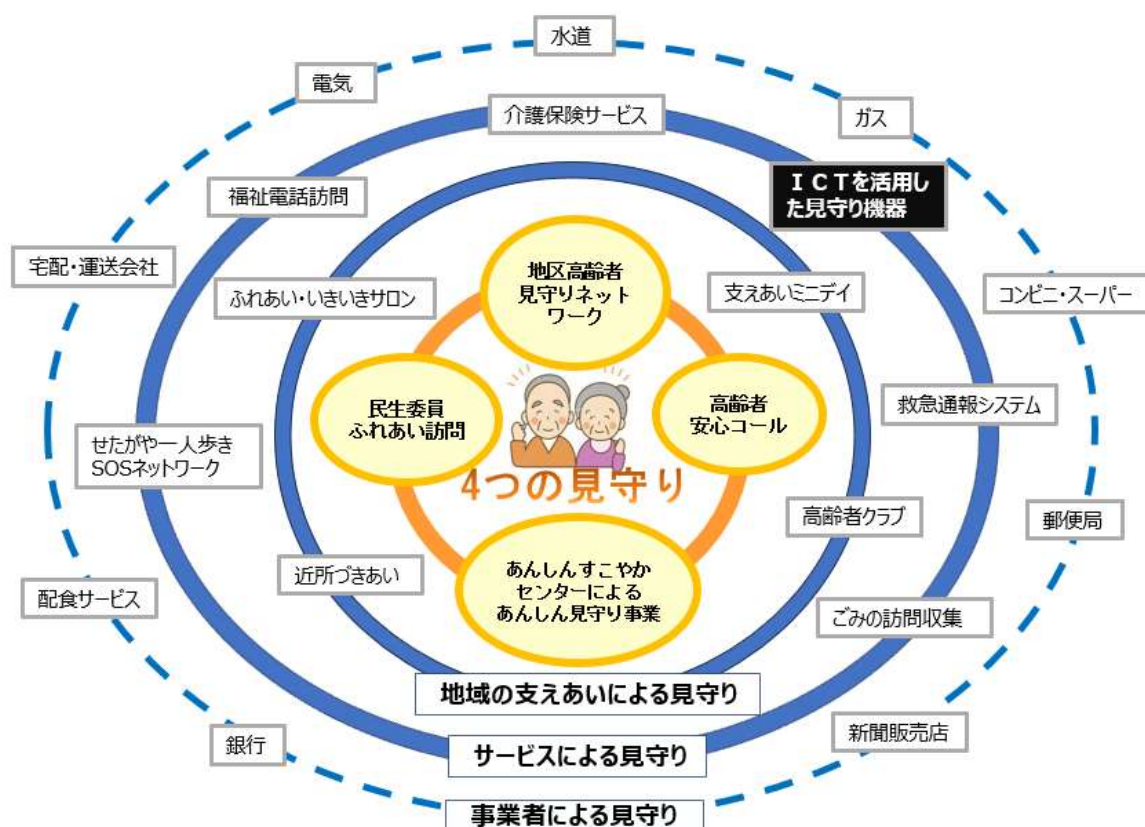 水道
電気
ガス
介護保険サービス
ＩＣＴを活用し
た見守り機器
福祉電話訪問
宅配・運送会社
地区高齢者
見守りネット
ワーク
ふれあい・いきいきサロン
支えあいミニデイ
コンビニ・スーパー
民生委員
ふれあい訪問
高齢者
安心コール
救急通報システム
せたがや一人歩き
SOSネットワーク
4つの見守り
高齢者クラブ
郵便局
近所づきあい
あんしんすこやか
センターによる
あんしん見守り事業
配食サービス
ごみの訪問収集
地域の支えあいによる見守り
銀行
新聞販売店
サービスによる見守り
事業者による見守り